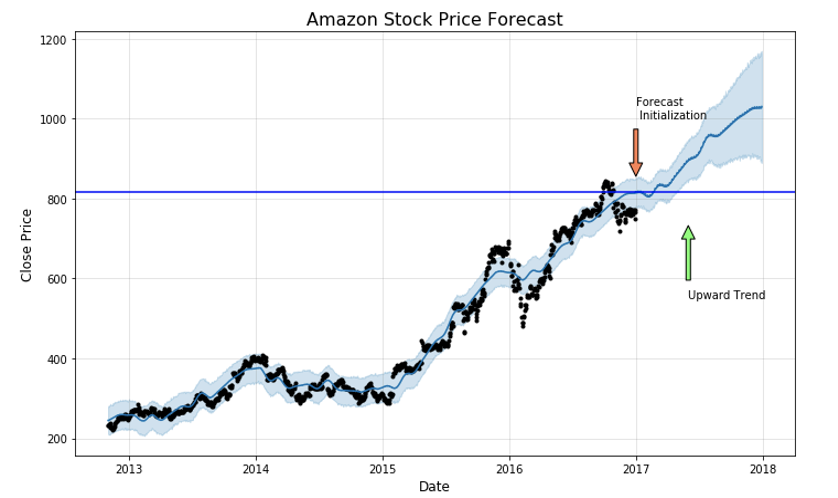 Amazon Stock Price Forecast
1200
1000
800
600
400
200
Close Price
Forecast
Initialization
Upward Trend
2013 2014 2015 2016 2017 2018
Date